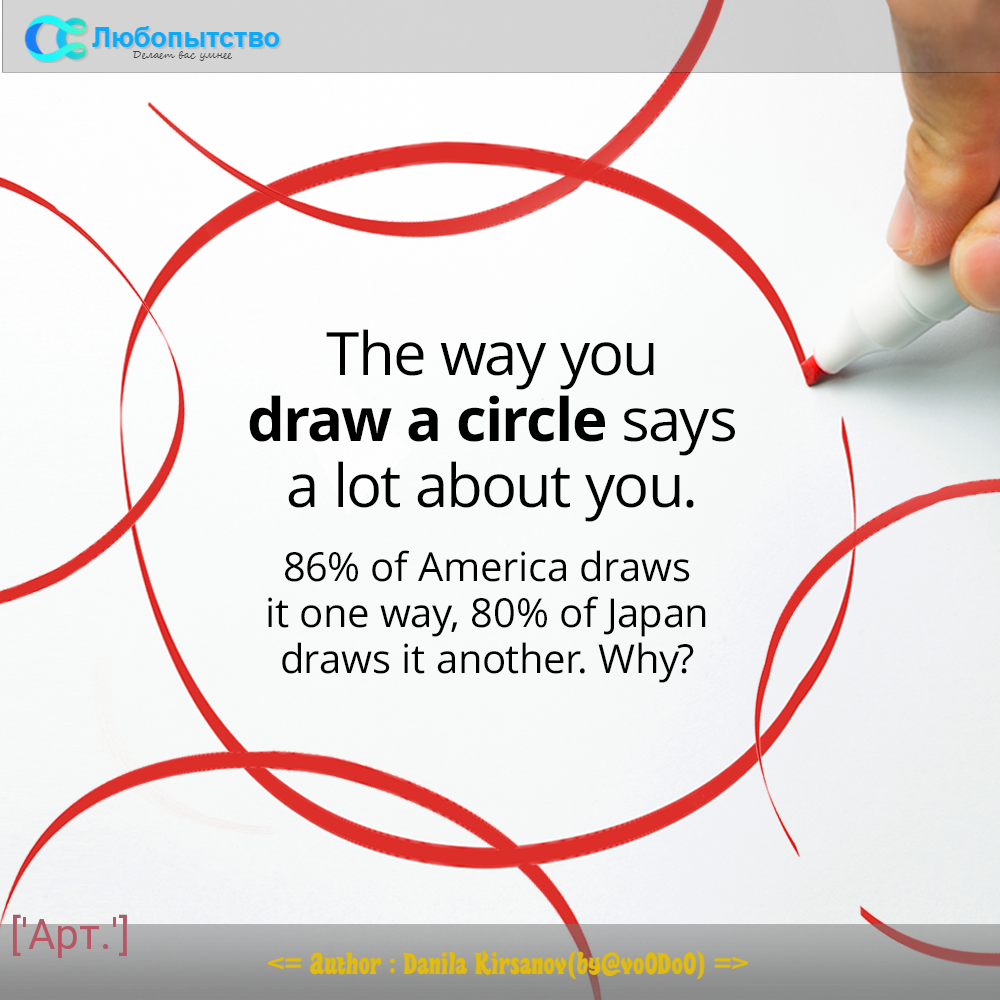 Любопытство
Делает вас умнее
The way you
draw a circle says
a lot about you.
86% of America draws
it one way, 80% of Japan
draws it another. Why?
['Арт.']
<= Author : Danila Kirsanov(by@vo0Do0) =>